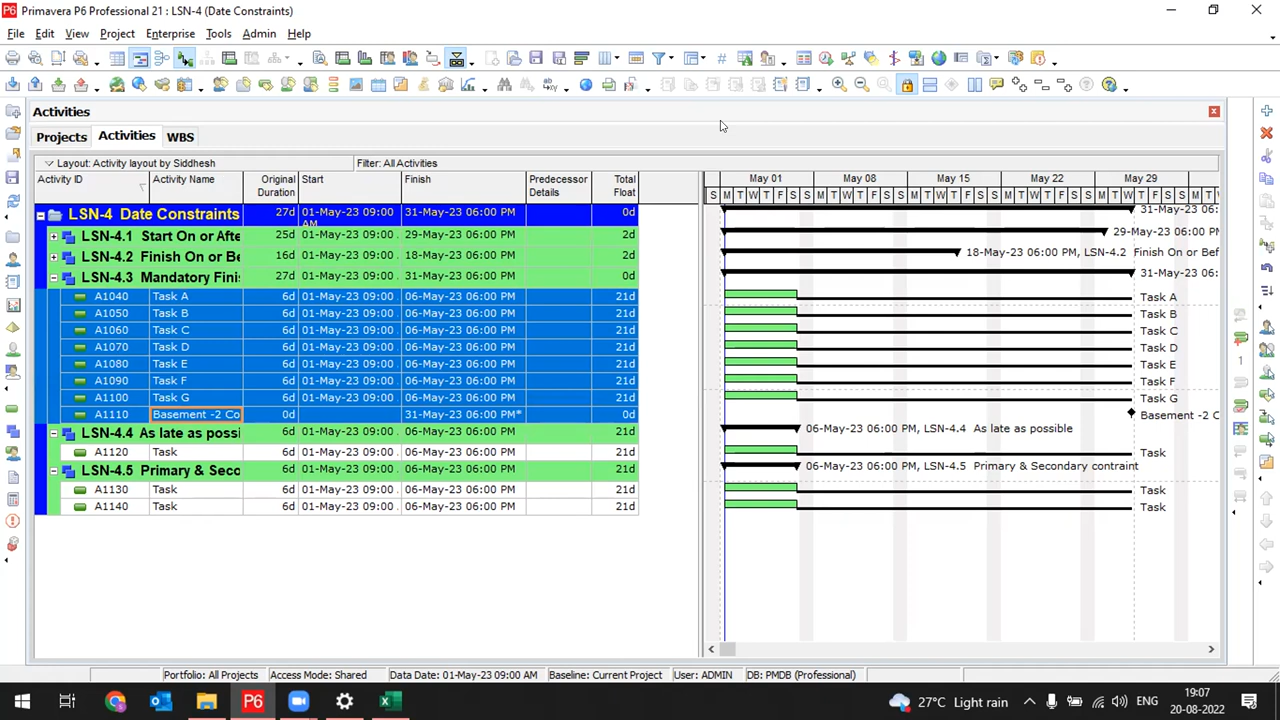 P6 Primavera P6 Professional 21 : LSN-4 (Date Constraints)
File Edit View Project Enterprise Tools Admin Help
Activities
Projects Activities WBS
Layout: Activity layout by Siddhesh Filter: All Activities
Activity ID Activity Name Original Duration Start Finish Predecessor Details Total Float May 01 May 08 May 15 May 22 May 29
S M T W T F S S M T W T F S S M T W T F S S M T W T F S S M T W T F S S M T W
LSN-4 Date Constraints 27d 01-May-23 09:00 AM 31-May-23 06:00 PM 0d 31-May-23 06:
LSN-4.1 Start On or After 25d 01-May-23 09:00 29-May-23 06:00 PM 2d 29-May-23 06:0
LSN-4.2 Finish On or Be 16d 01-May-23 09:00 18-May-23 06:00 PM 2d 18-May-23 06:00 PM, LSN-4.2 Finish On or Bef
LSN-4.3 Mandatory Fini 27d 01-May-23 09:00 31-May-23 06:00 PM 0d 31-May-23 06:
A1040 Task A 6d 01-May-23 09:00 06-May-23 06:00 PM 21d Task A
A1050 Task B 6d 01-May-23 09:00 06-May-23 06:00 PM 21d Task B
A1060 Task C 6d 01-May-23 09:00 06-May-23 06:00 PM 21d Task C
A1070 Task D 6d 01-May-23 09:00 06-May-23 06:00 PM 21d Task D
A1080 Task E 6d 01-May-23 09:00 06-May-23 06:00 PM 21d Task E
A1090 Task F 6d 01-May-23 09:00 06-May-23 06:00 PM 21d Task F
A1100 Task G 6d 01-May-23 09:00 06-May-23 06:00 PM 21d Task G
A1110 Basement -2 Co 0d 31-May-23 06:00 PM* 0d Basement -2 C
LSN-4.4 As late as possi 6d 01-May-23 09:00 . 06-May-23 06:00 PM 21d 06-May-23 06:00 PM, LSN-4.4 As late as possible
A1120 Task 6d 01-May-23 09:00 . 06-May-23 06:00 PM 21d Task
LSN-4.5 Primary & Seco 6d 01-May-23 09:00 . 06-May-23 06:00 PM 21d 06-May-23 06:00 PM, LSN-4.5 Primary & Secondary contraint
A1130 Task 6d 01-May-23 09:00 . 06-May-23 06:00 PM 21d Task
A1140 Task 6d 01-May-23 09:00 . 06-May-23 06:00 PM 21d Task
Portfolio: All Projects Access Mode: Shared Data Date: 01-May-23 09:00 AM Baseline: Current Project User: ADMIN DB: PMDB (Professional)
P6 27°C Light rain ENG 19:07
20-08-2022